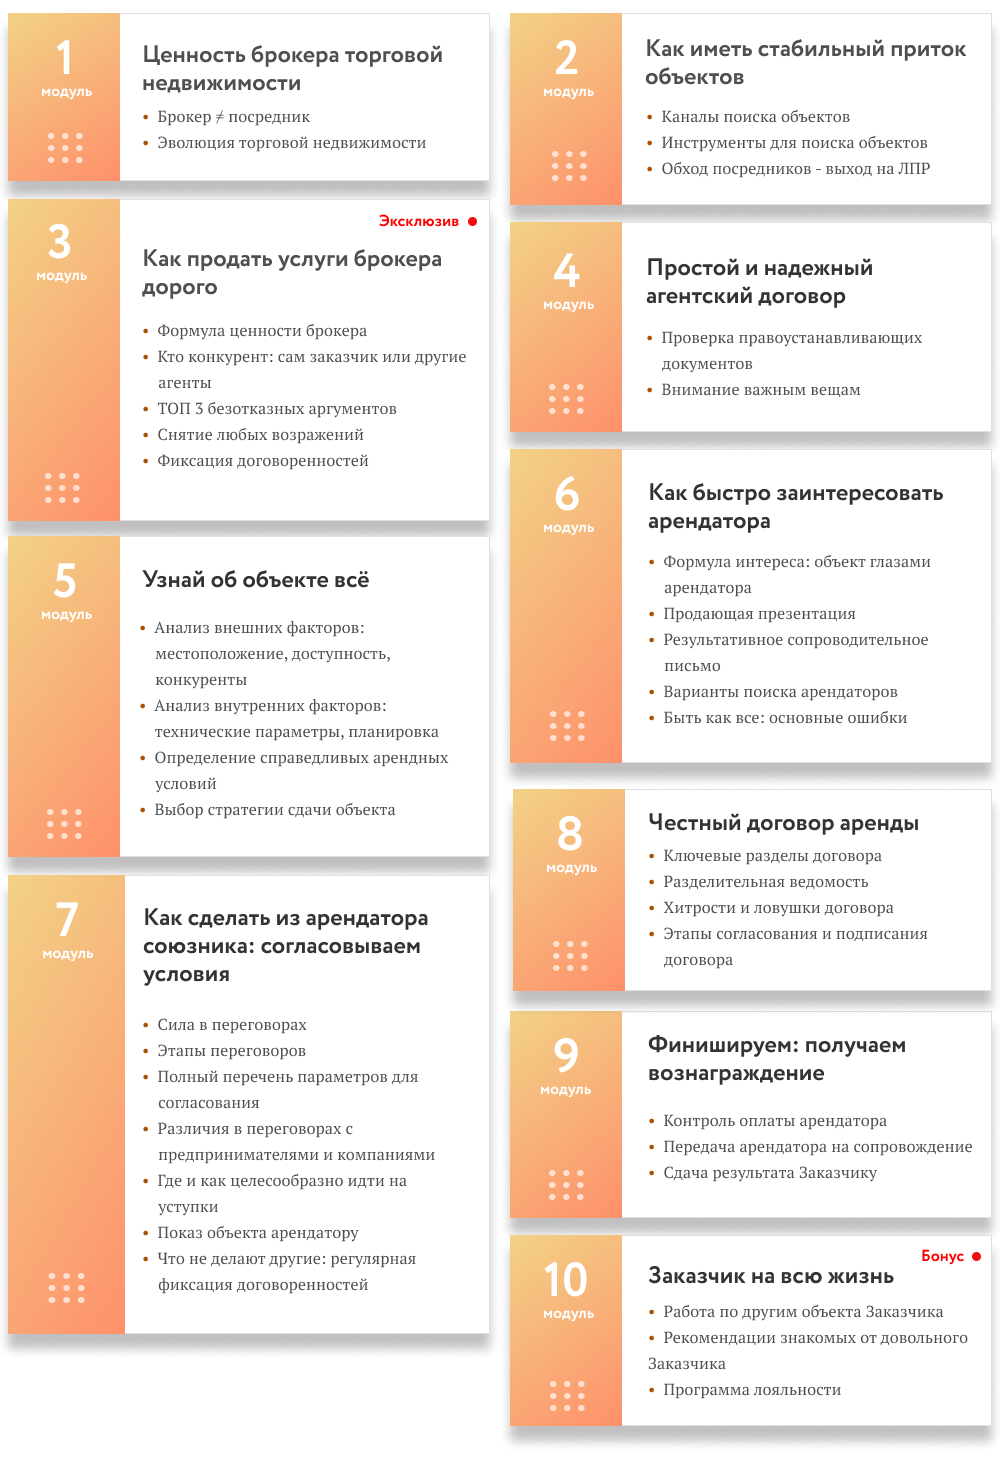 1
модуль
Ценность брокера торговой
недвижимости
• Брокер ≠ посредник
• Эволюция торговой недвижимости
2
модуль
Как иметь стабильный приток
объектов
• Каналы поиска объектов
• Инструменты для поиска объектов
• Обход посредников - выход на ЛПР
3
модуль
Эксклюзив
Как продать услуги брокера
дорого
• Формула ценности брокера
• Кто конкурент: сам заказчик или другие
агенты
• ТОП 3 безотказных аргументов
• Снятие любых возражений
• Фиксация договоренностей
4
модуль
Простой и надежный
агентский договор
• Проверка правоустанавливающих
документов
• Внимание важным вещам
5
модуль
Узнай об объекте всё
• Анализ внешних факторов:
местоположение, доступность,
конкуренты
• Анализ внутренних факторов:
технические параметры, планировка
• Определение справедливых арендных
условий
• Выбор стратегии сдачи объекта
6
модуль
Как быстро заинтересовать
арендатора
• Формула интереса: объект глазами
арендатора
• Продающая презентация
• Результативное сопроводительное
письмо
• Варианты поиска арендаторов
• Быть как все: основные ошибки
7
модуль
Как сделать из арендатора
союзника: согласовываем
условия
• Сила в переговорах
• Этапы переговоров
• Полный перечень параметров для
согласования
• Различия в переговорах с
предпринимателями и компаниями
• Где и как целесообразно идти на
уступки
• Показ объекта арендатору
• Что не делают другие: регулярная
фиксация договоренностей
8
модуль
Честный договор аренды
• Ключевые разделы договора
• Разделительная ведомость
• Хитрости и ловушки договора
• Этапы согласования и подписания
договора
9
модуль
Финишируем: получаем
вознаграждение
• Контроль оплаты арендатора
• Передача арендатора на сопровождение
• Сдача результата Заказчику
10
модуль
Бонус
Заказчик на всю жизнь
• Работа по другим объекта Заказчика
• Рекомендации знакомых от довольного
Заказчика
• Программа лояльности